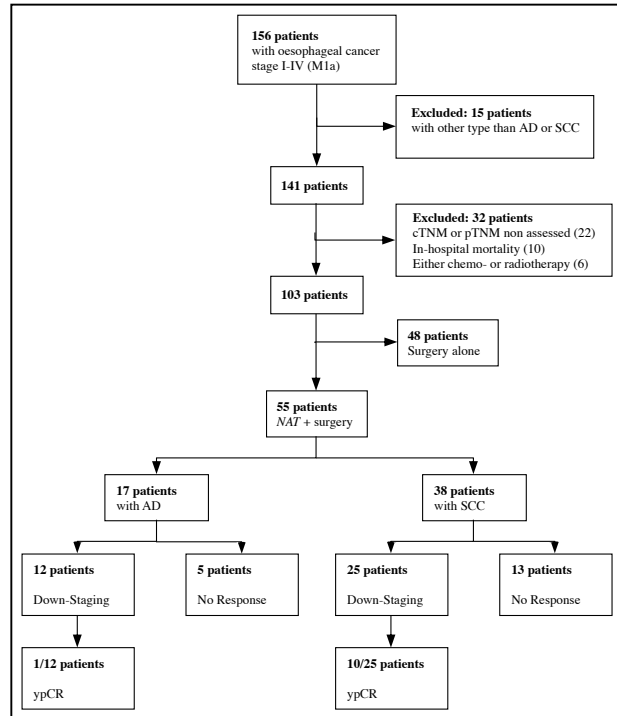 156 patients
with oesophageal cancer
stage I-IV (M1a)
Excluded: 15 patients
with other type than AD or SCC
141 patients
Excluded: 32 patients
cTNM or pTNM non assessed (22)
In-hospital mortality (10)
Either chemo- or radiotherapy (6)
103 patients
48 patients
Surgery alone
55 patients
NAT + surgery
17 patients
with AD
38 patients
with SCC
12 patients
Down-Staging
5 patients
No Response
25 patients
Down-Staging
13 patients
No Response
1/12 patients
ypCR
10/25 patients
ypCR